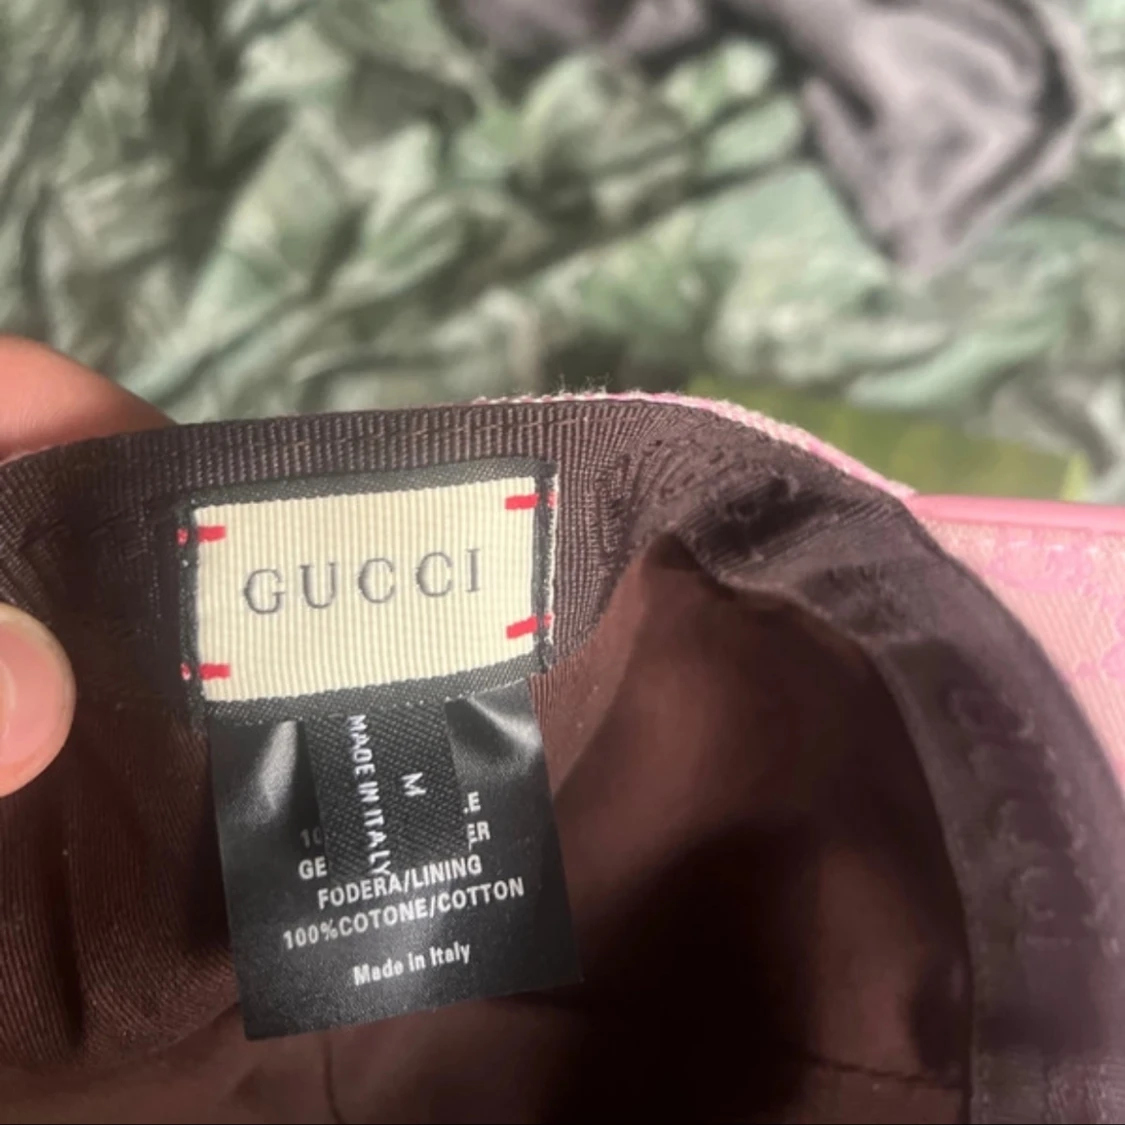 GUCCI
MADE IN ITALY
M
FODERA/LINING
100%COTONE/COTTON
Made in Italy